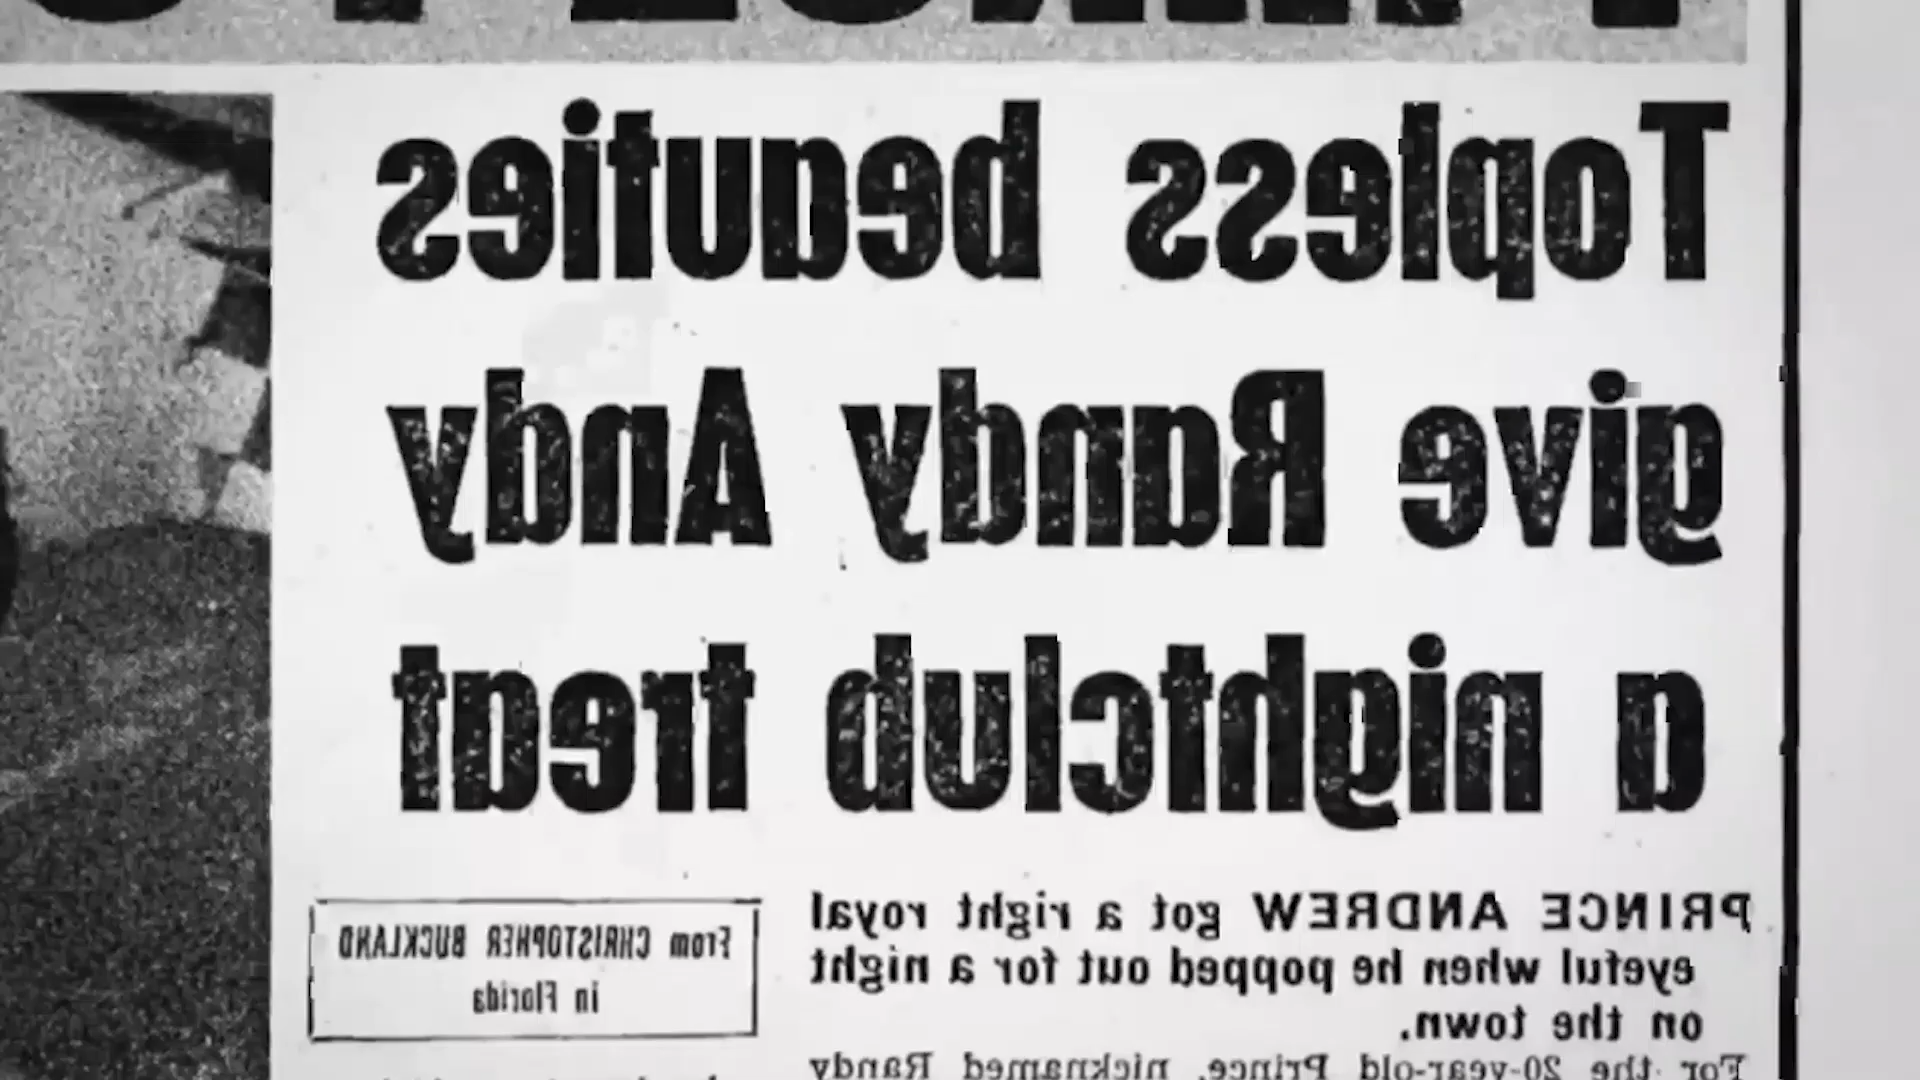 Topless beauties
give Randy Andy
a nightclub treat
From CHRISTOPHER BUCKLAND
in Florida
PRINCE ANDREW got a right royal
eyeful when he popped out for a night
on the town.
For the 20-year-old Prince, nicknamed Randy